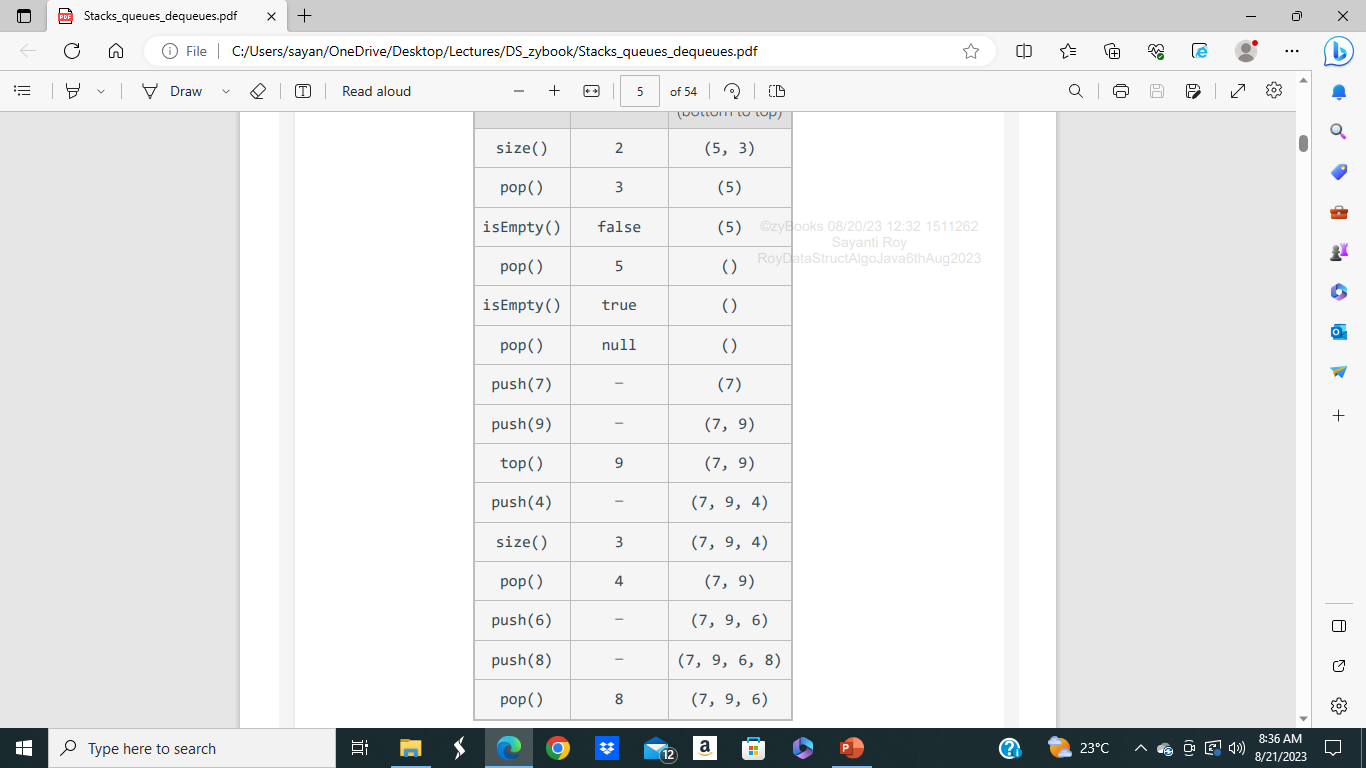 Stacks_queues_dequeues.pdf
File
C:/Users/sayan/OneDrive/Desktop/Lectures/DS_zybook/Stacks_queues_dequeues.pdf
Draw
Read aloud
5
of 54
(bottom to top)
size() 2 (5, 3)
pop() 3 (5)
isEmpty() false (5)
©zyBooks 08/20/23 12:32 1511262
Sayanti Roy
RoyDataStructAlgoJava6thAug2023
pop() 5 ()
isEmpty() true ()
pop() null ()
push(7) – (7)
push(9) – (7, 9)
top() 9 (7, 9)
push(4) – (7, 9, 4)
size() 3 (7, 9, 4)
pop() 4 (7, 9)
push(6) – (7, 9, 6)
push(8) – (7, 9, 6, 8)
pop() 8 (7, 9, 6)
Type here to search
12
a
P
23°C
8:36 AM
8/21/2023